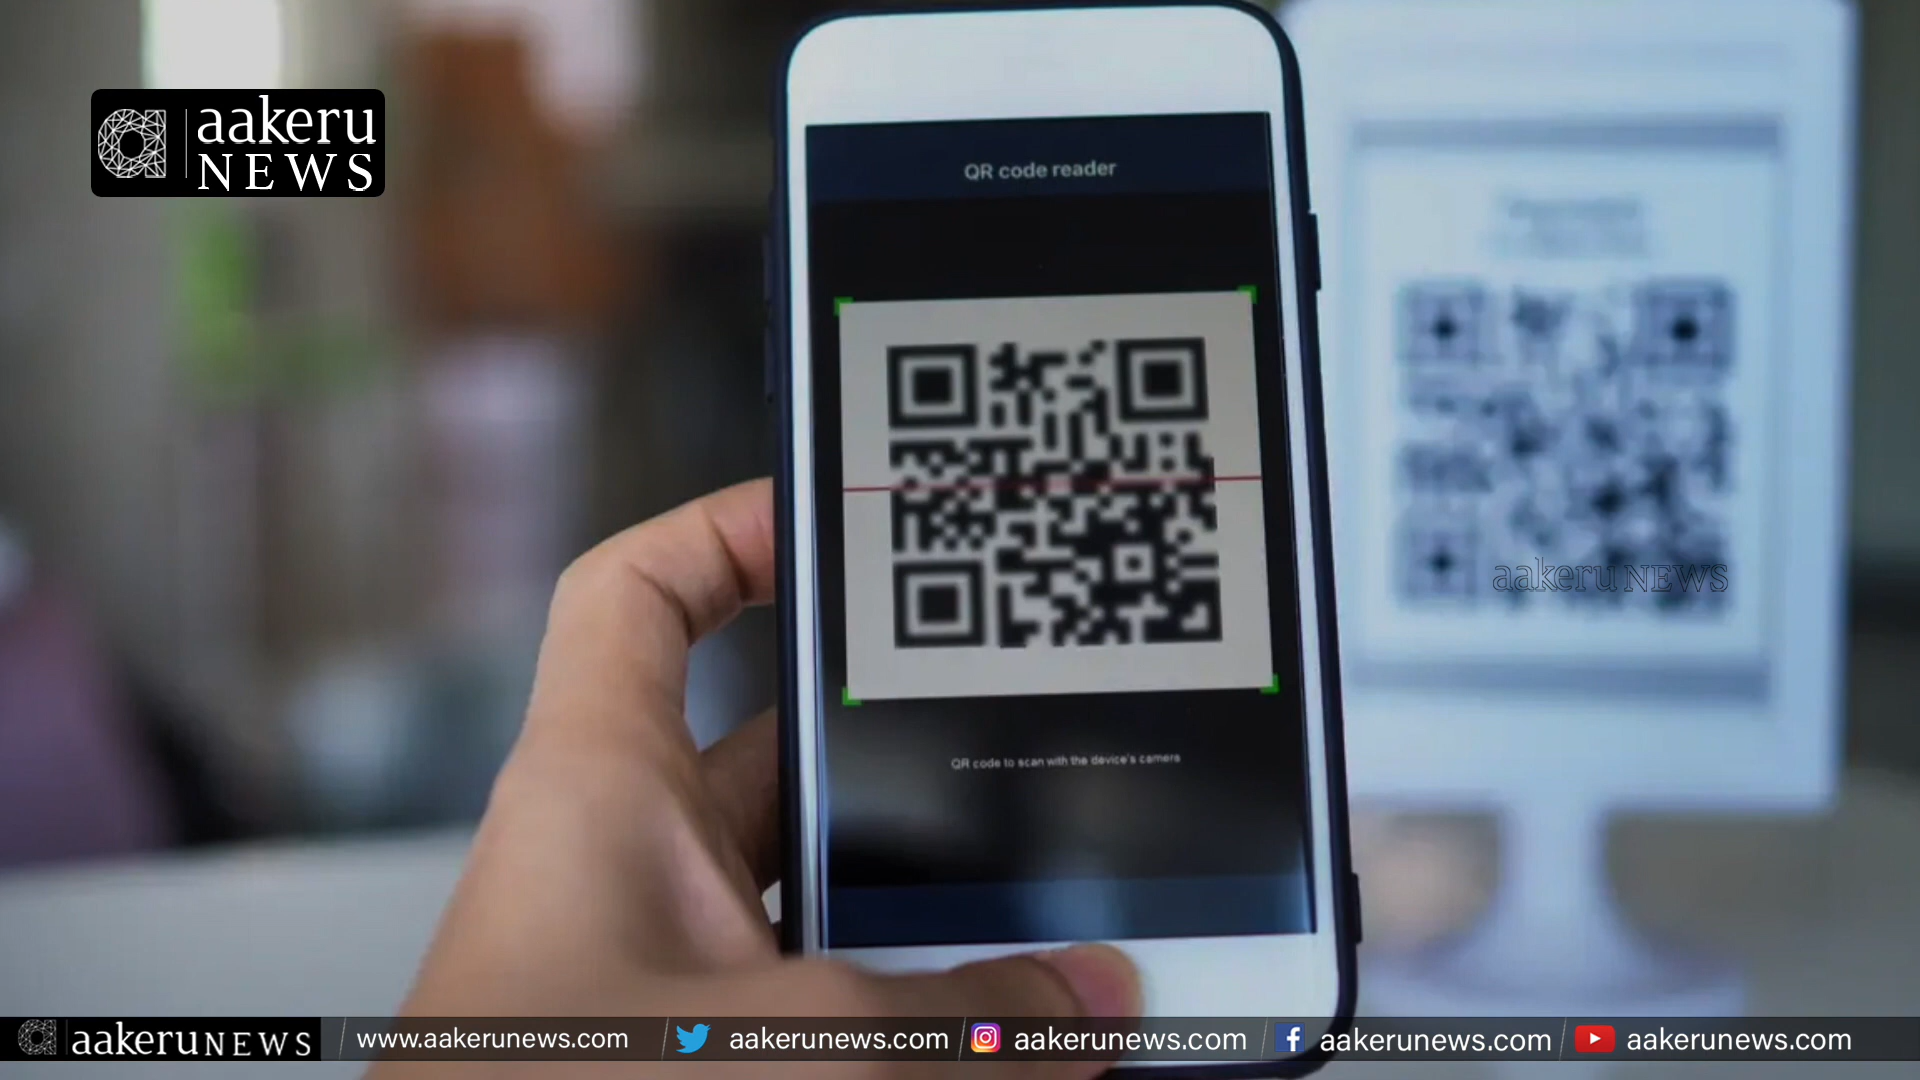 aakeru
NEWS
QR code reader
QR code to scan with the device's camera
aakeru NEWS
aakeru NEWS
www.aakerunews.com
aakerunews.com
aakerunews.com
aakerunews.com
aakerunews.com